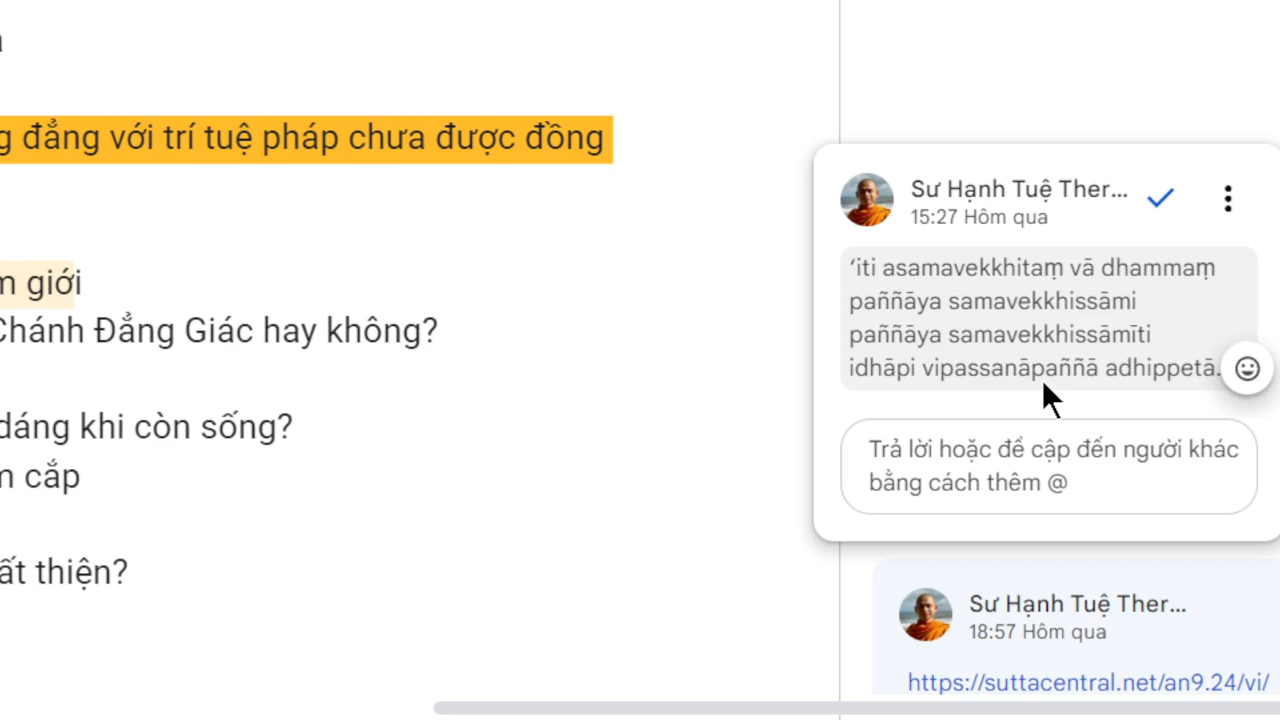 g đẳng với trí tuệ pháp chưa được đồng
m giới
Chánh Đẳng Giác hay không?
dáng khi còn sống?
m cắp
ất thiện?
Sư Hạnh Tuệ Ther...
15:27 Hôm qua
‘iti asamavekkhitaṃ vā dhammaṃ
paññāya samavekkhissāmi
paññāya samavekkhissāmīti
idhāpi vipassanāpaññā adhippetā.
Trả lời hoặc đề cập đến người khác
bằng cách thêm @
Sư Hạnh Tuệ Ther...
18:57 Hôm qua
https://suttacentral.net/an9.24/vi/